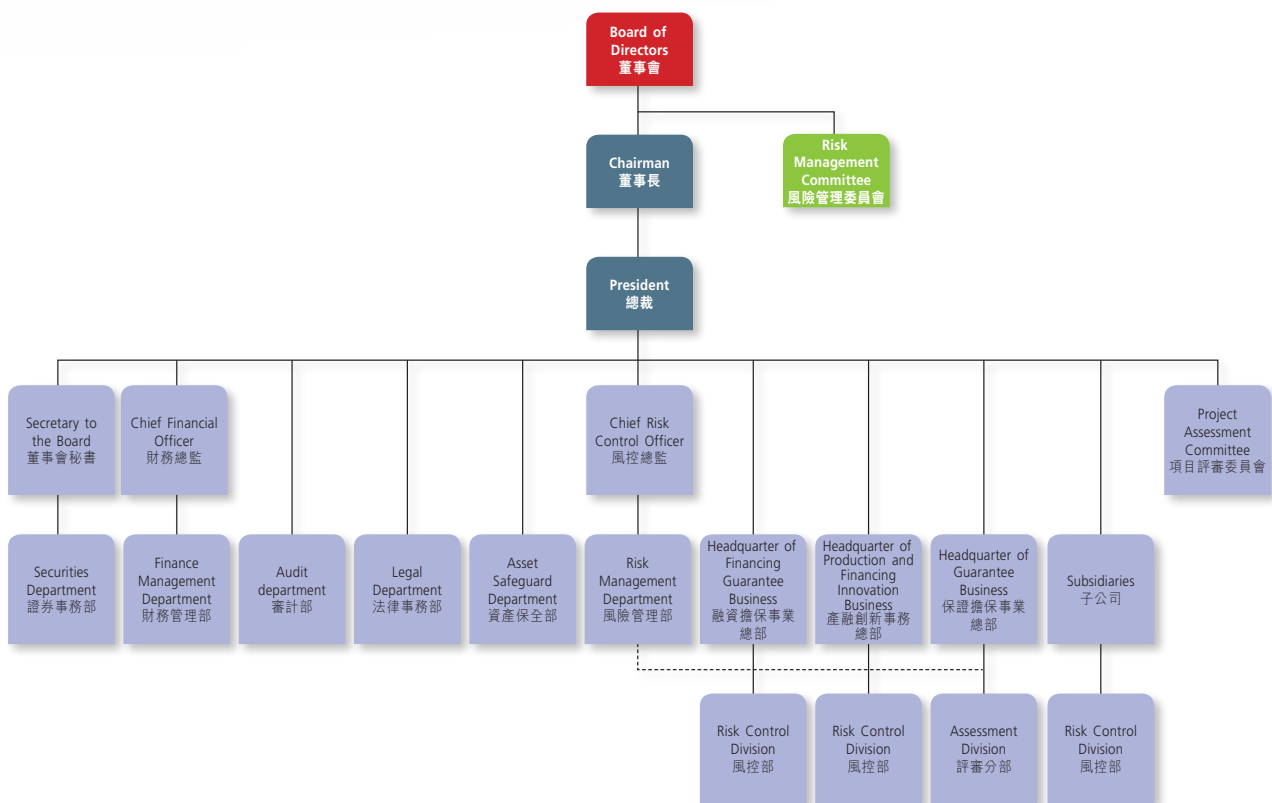 Board of
Directors
董事會
Chairman
董事長
Risk
Management
Committee
風險管理委員會
President
總裁
Secretary to
the Board
董事會秘書
Chief Financial
Officer
財務總監
Chief Risk
Control Officer
風控總監
Project
Assessment
Committee
項目評審委員會
Securities
Department
證券事務部
Finance
Management
Department
財務管理部
Audit
department
審計部
Legal
Department
法律事務部
Asset
Safeguard
Department
資產保全部
Risk
Management
Department
風險管理部
Headquarter of
Financing
Guarantee
Business
融資擔保事業
總部
Headquarter of
Production and
Financing
Innovation
Business
產融創新事務
總部
Headquarter of
Guarantee
Business
保證擔保事業
總部
Subsidiaries
子公司
Risk Control
Division
風控部
Risk Control
Division
風控部
Assessment
Division
評審分部
Risk Control
Division
風控部